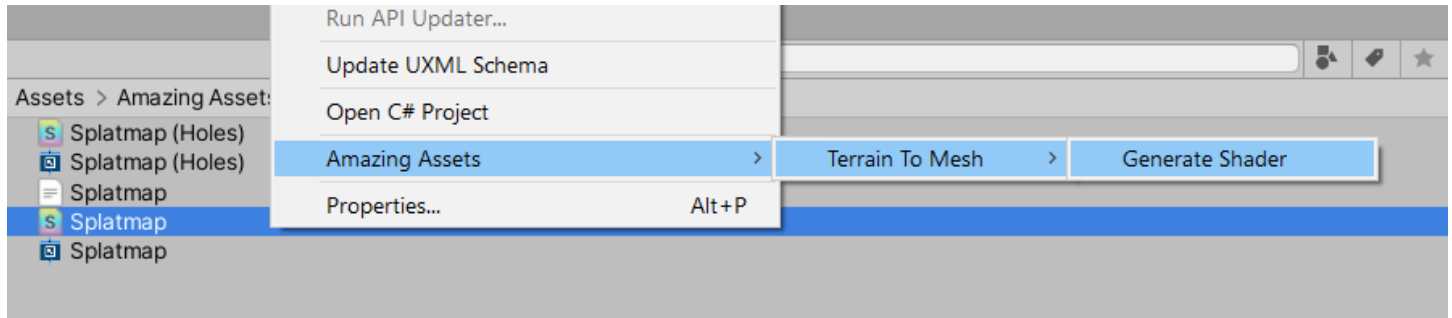 Run API Updater...
Update UXML Schema
Assets > Amazing Assets
Open C# Project
Splatmap (Holes)
Splatmap (Holes)
Amazing Assets > Terrain To Mesh > Generate Shader
Splatmap
Properties... Alt+P
Splatmap
Splatmap